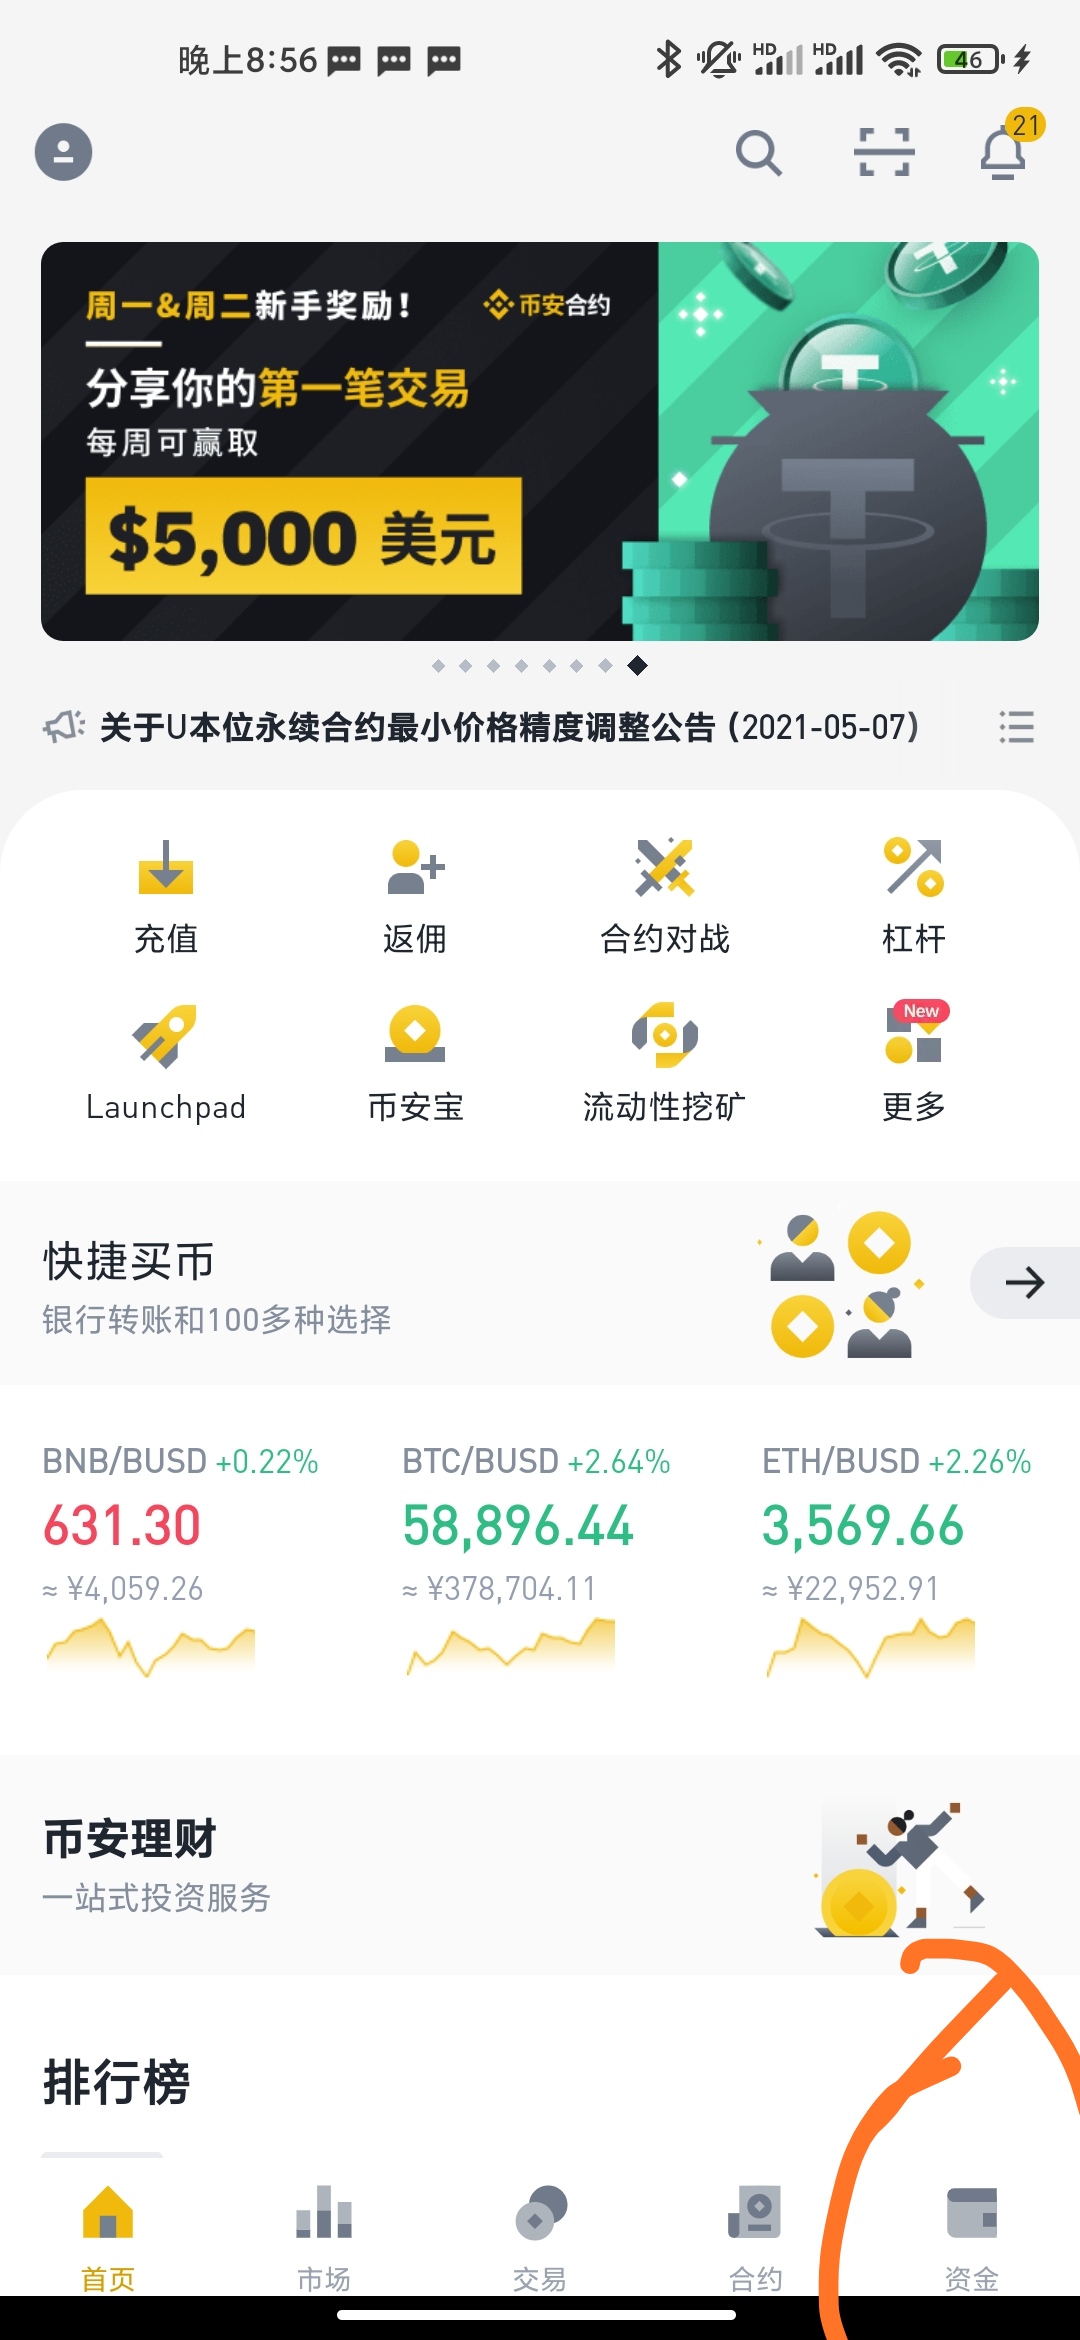 晚上8:56
HD HD 46
21
周一&周二新手奖励！ 币安合约
分享你的第一笔交易
每周可赢取
$5,000 美元
关于U本位永续合约最小价格精度调整公告 (2021-05-07)
充值 返佣 合约对战 杠杆
New
Launchpad 币安宝 流动性挖矿 更多
快捷买币
银行转账和100多种选择
BNB/BUSD +0.22% BTC/BUSD +2.64% ETH/BUSD +2.26%
631.30 58,896.44 3,569.66
≈ ¥4,059.26 ≈ ¥378,704.11 ≈ ¥22,952.91
币安理财
一站式投资服务
排行榜
首页 市场 交易 合约 资金